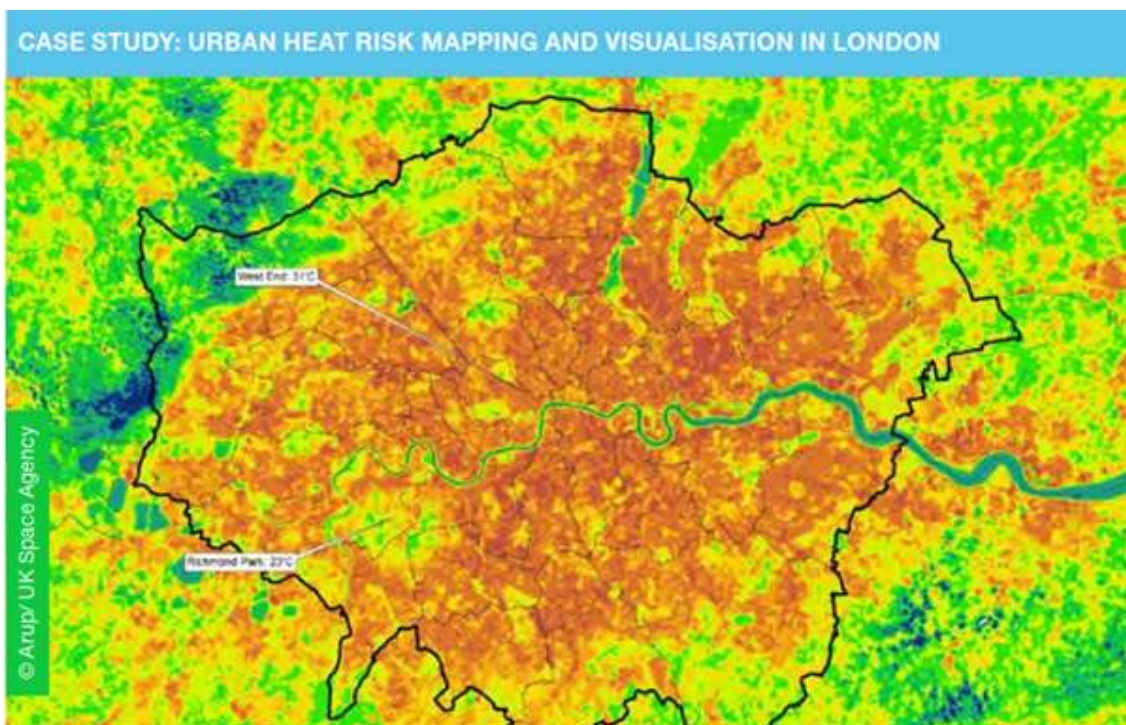 CASE STUDY: URBAN HEAT RISK MAPPING AND VISUALISATION IN LONDON
West End: 31°C
Richmond Park: 23°C
© Arup/ UK Space Agency